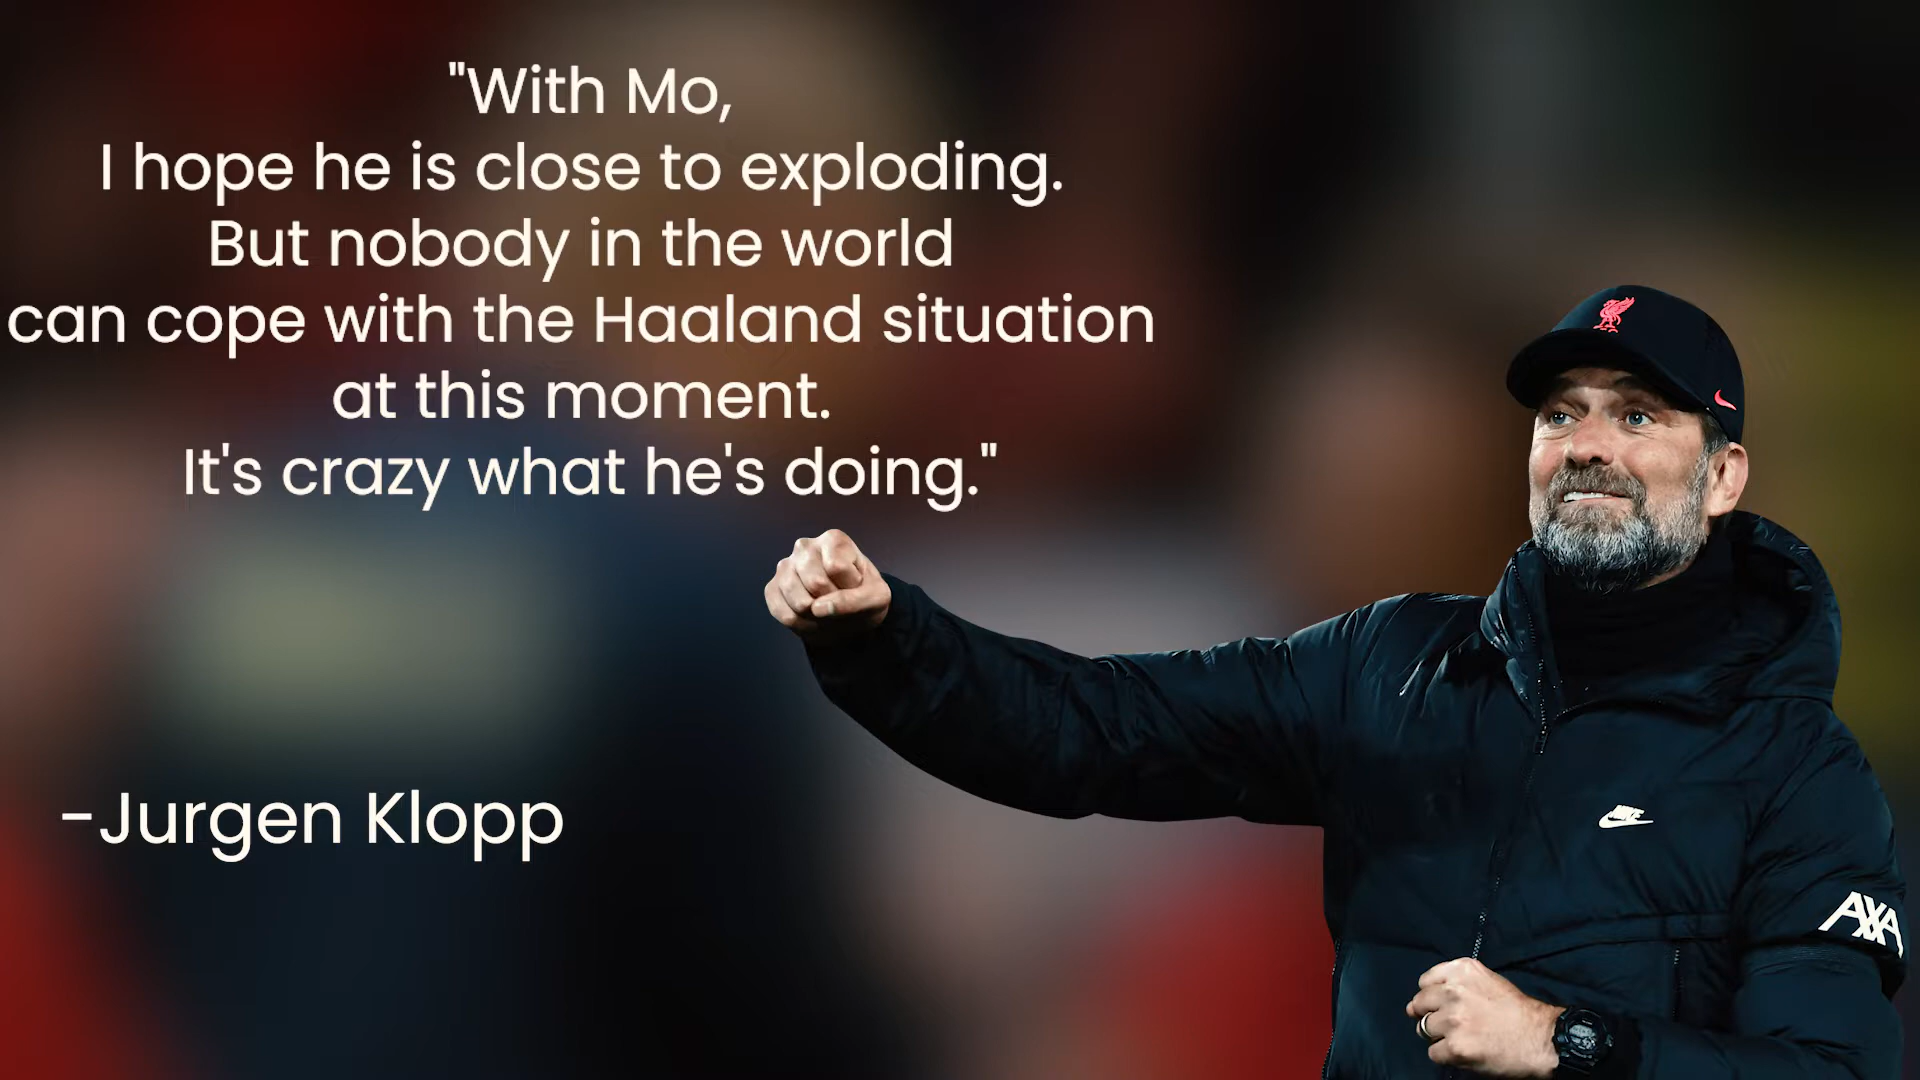 "With Mo,
I hope he is close to exploding.
But nobody in the world
can cope with the Haaland situation
at this moment.
It's crazy what he's doing."
-Jurgen Klopp
NIKE
AXA